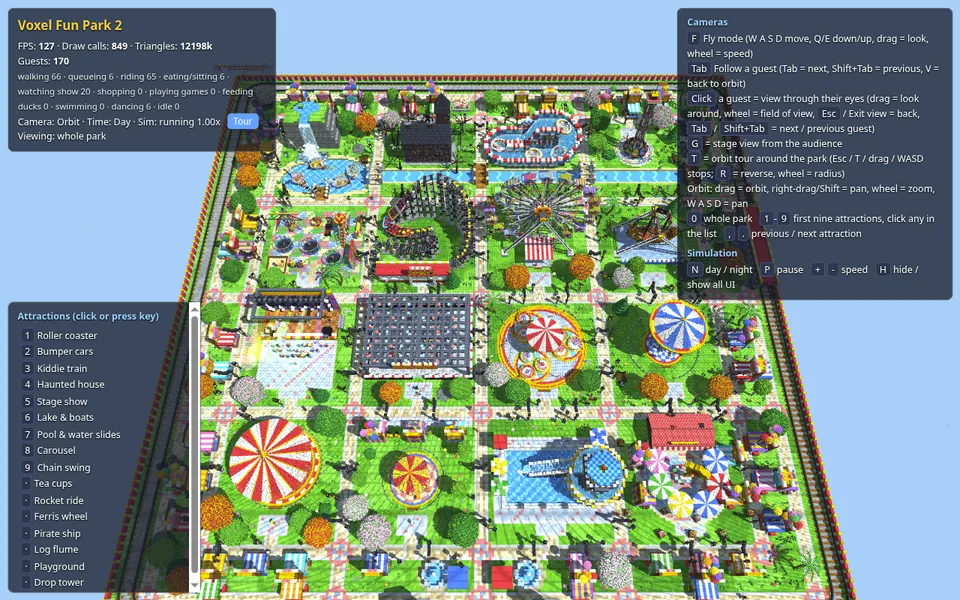 Voxel Fun Park 2
FPS: 127 · Draw calls: 849 · Triangles: 12198k
Guests: 170
walking 66 · queueing 6 · riding 65 · eating/sitting 6 ·
watching show 20 · shopping 0 · playing games 0 · feeding
ducks 0 · swimming 0 · dancing 6 · idle 0
Camera: Orbit · Time: Day · Sim: running 1.00x Tour
Viewing: whole park
Cameras
F Fly mode (W A S D move, Q/E down/up, drag = look,
wheel = speed)
Tab Follow a guest (Tab = next, Shift+Tab = previous, V =
back to orbit)
Click a guest = view through their eyes (drag = look
around, wheel = field of view, Esc / Exit view = back,
Tab / Shift+Tab = next / previous guest)
G = stage view from the audience
T = orbit tour around the park (Esc / T / drag / WASD
stops; R = reverse, wheel = radius)
Orbit: drag = orbit, right-drag/Shift = pan, wheel = zoom,
W A S D = pan
0 whole park 1 - 9 first nine attractions, click any in
the list , . previous / next attraction
Simulation
N day / night P pause + - speed H hide /
show all UI
Attractions (click or press key)
1 Roller coaster
2 Bumper cars
3 Kiddie train
4 Haunted house
5 Stage show
6 Lake & boats
7 Pool & water slides
8 Carousel
9 Chain swing
· Tea cups
· Rocket ride
· Ferris wheel
· Pirate ship
· Log flume
· Playground
· Drop tower